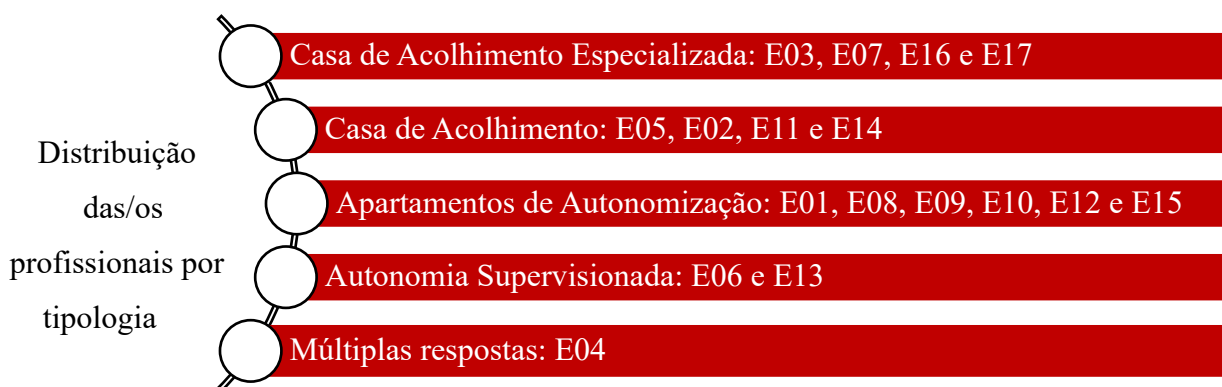 Distribuição
das/os
profissionais por
tipologia
Casa de Acolhimento Especializada: E03, E07, E16 e E17
Casa de Acolhimento: E05, E02, E11 e E14
Apartamentos de Autonomização: E01, E08, E09, E10, E12 e E15
Autonomia Supervisionada: E06 e E13
Múltiplas respostas: E04